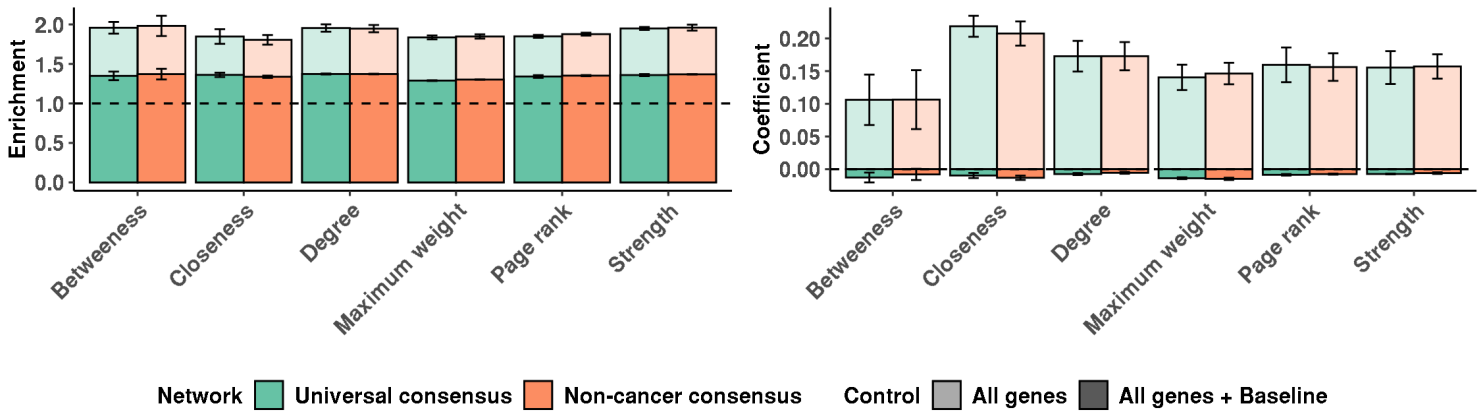 Enrichment
2.0
1.5
1.0
0.5
0.0
Betweeness
Closeness
Degree
Maximum weight
Page rank
Strength
Coefficient
0.20
0.15
0.10
0.05
0.00
Betweeness
Closeness
Degree
Maximum weight
Page rank
Strength
Network Universal consensus Non-cancer consensus Control All genes All genes + Baseline